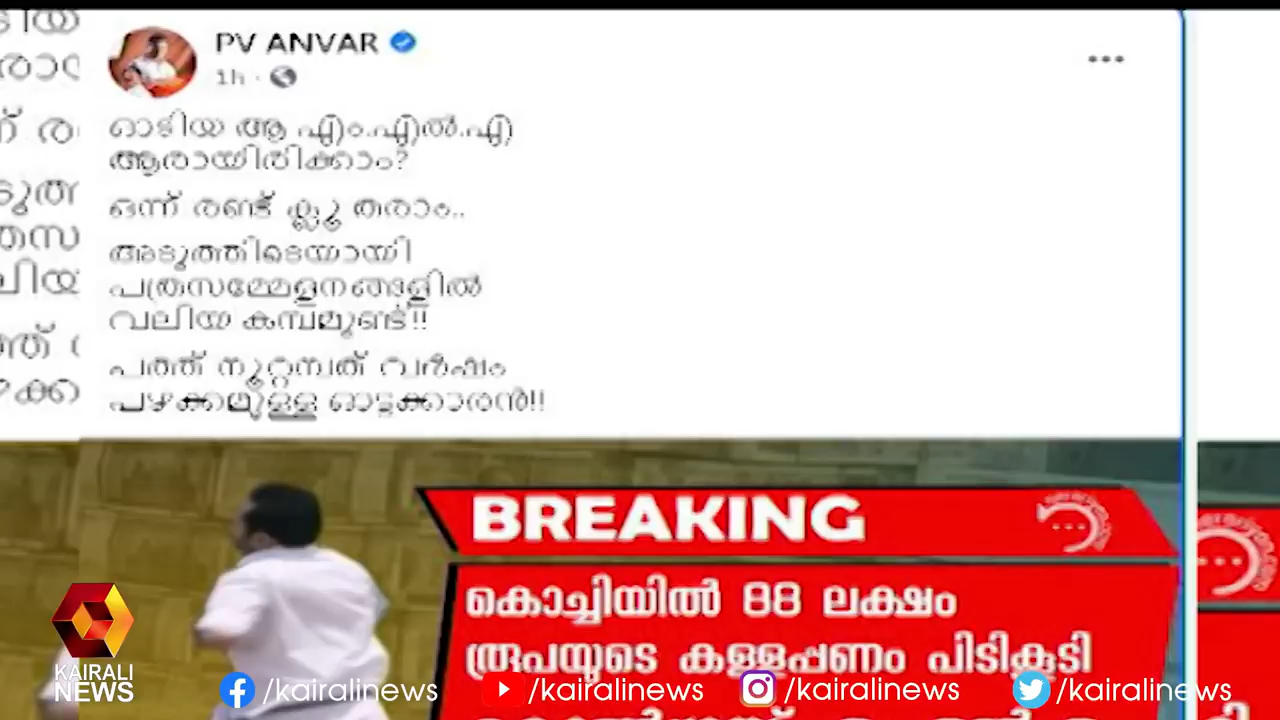 PV ANVAR
1h
ഓടിയ ആ എം.എൽ.എ
ആരായിരിക്കാം?
ഒന്ന് രണ്ട് ക്ലൂ തരാം..
അടുത്തിടെയായി
പത്രസമ്മേളനങ്ങളിൽ
വലിയ കമ്പമുണ്ട്!!
പത്ത് നൂറ്റമ്പത് വർഷം
പഴക്കമുള്ള ഓട്ടക്കാരൻ!!
BREAKING
കൊച്ചിയിൽ 88 ലക്ഷം
രൂപയുടെ കള്ളപ്പണം പിടികൂടി
KAIRALI
NEWS
/kairalinews
/kairalinews
/kairalinews
/kairalinews